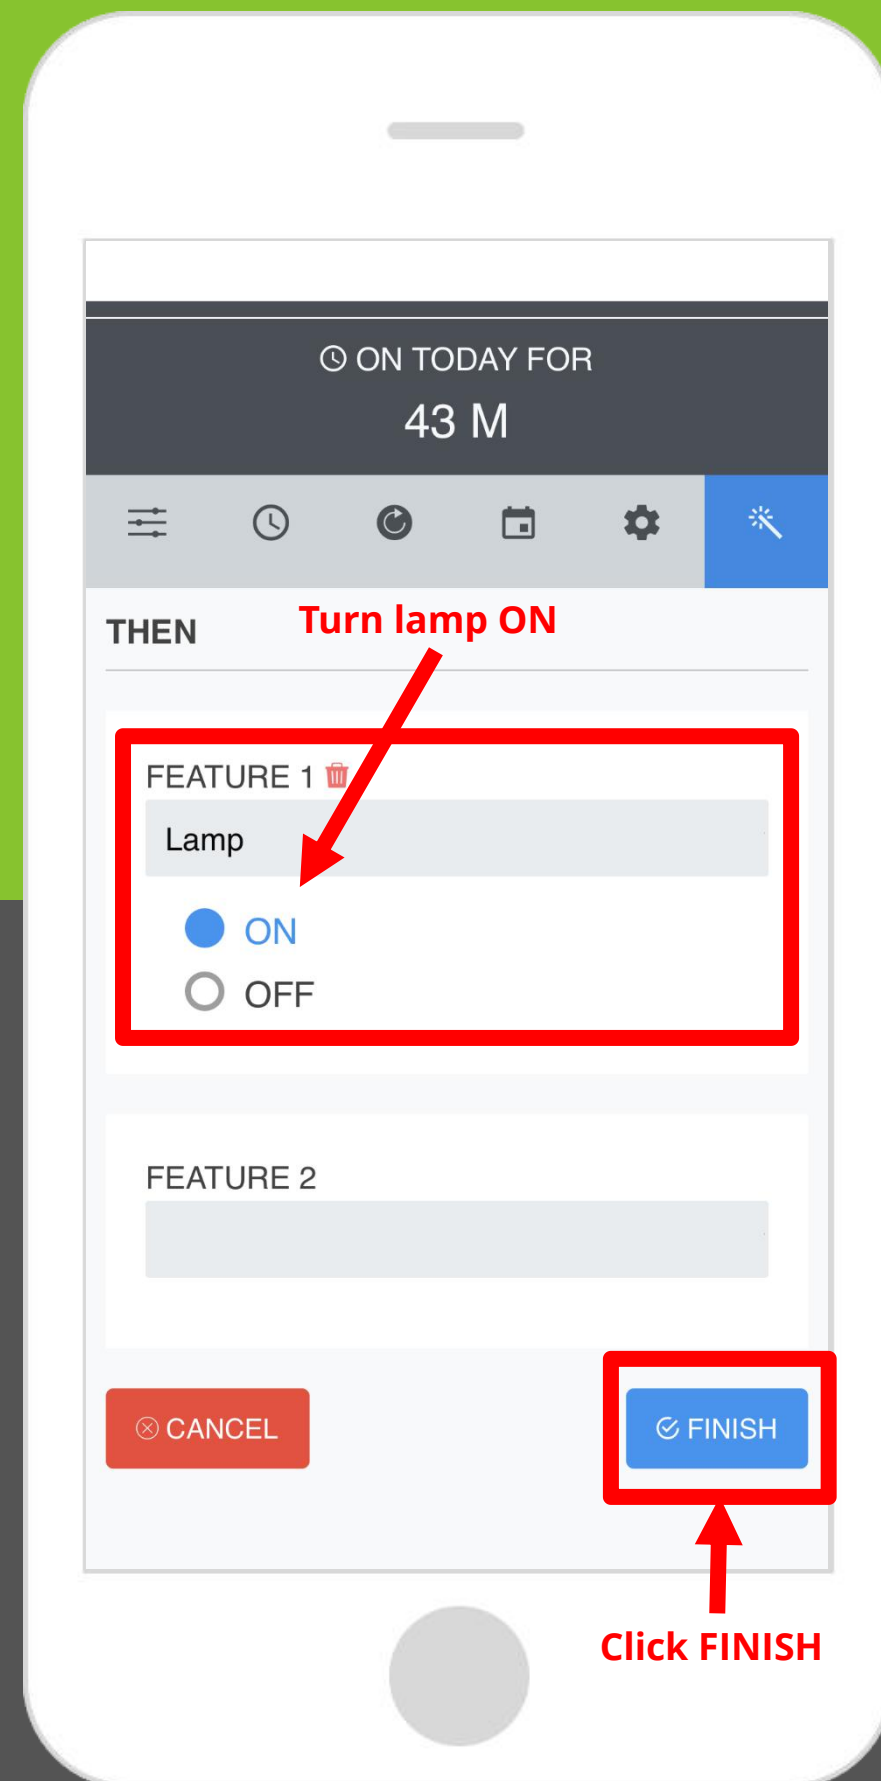 ON TODAY FOR
43 M
THEN
Turn lamp ON
FEATURE 1
Lamp
ON
OFF
FEATURE 2
CANCEL
FINISH
Click FINISH